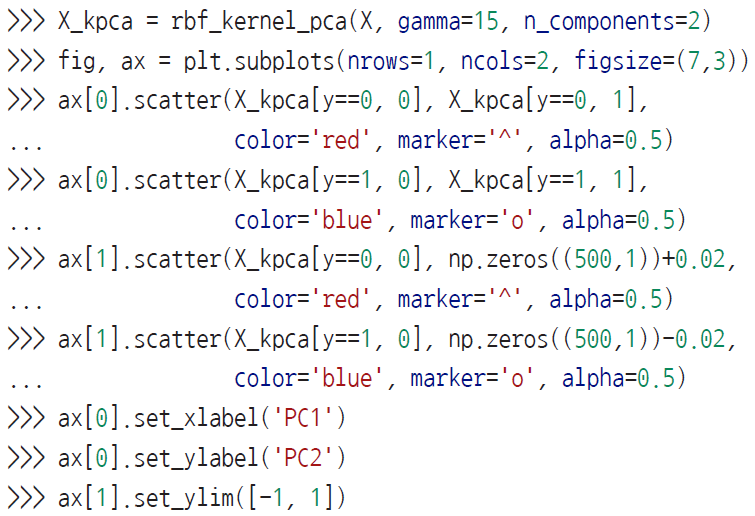 >>> X_kpca = rbf_kernel_pca(X, gamma=15, n_components=2)
>>> fig, ax = plt.subplots(nrows=1, ncols=2, figsize=(7,3))
>>> ax[0].scatter(X_kpca[y==0, 0], X_kpca[y==0, 1],
...               color='red', marker='^', alpha=0.5)
>>> ax[0].scatter(X_kpca[y==1, 0], X_kpca[y==1, 1],
...               color='blue', marker='o', alpha=0.5)
>>> ax[1].scatter(X_kpca[y==0, 0], np.zeros((500,1))+0.02,
...               color='red', marker='^', alpha=0.5)
>>> ax[1].scatter(X_kpca[y==1, 0], np.zeros((500,1))-0.02,
...               color='blue', marker='o', alpha=0.5)
>>> ax[0].set_xlabel('PC1')
>>> ax[0].set_ylabel('PC2')
>>> ax[1].set_ylim([-1, 1])